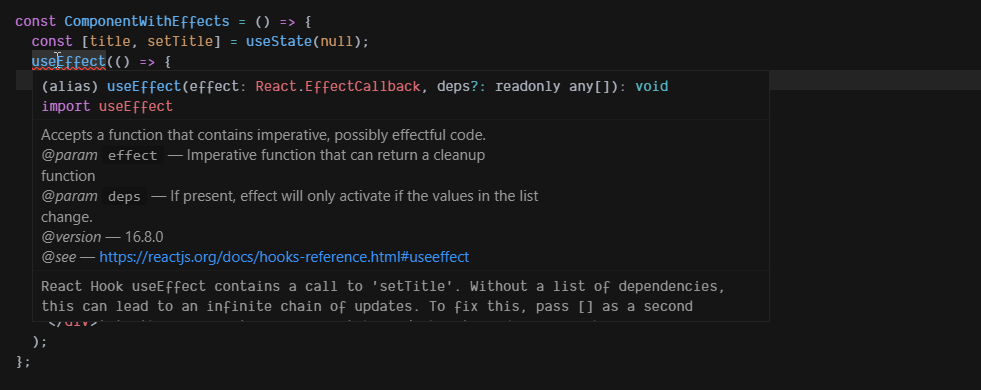 const ComponentWithEffects = () => {
const [title, setTitle] = useState(null);
useEffect(() => {
(alias) useEffect(effect: React.EffectCallback, deps?: readonly any[]): void
import useEffect
Accepts a function that contains imperative, possibly effectful code.
@param effect — Imperative function that can return a cleanup
function
@param deps — If present, effect will only activate if the values in the list
change.
@version — 16.8.0
@see — https://reactjs.org/docs/hooks-reference.html#useeffect
React Hook useEffect contains a call to 'setTitle'. Without a list of dependencies,
this can lead to an infinite chain of updates. To fix this, pass [] as a second
</div>
);
};